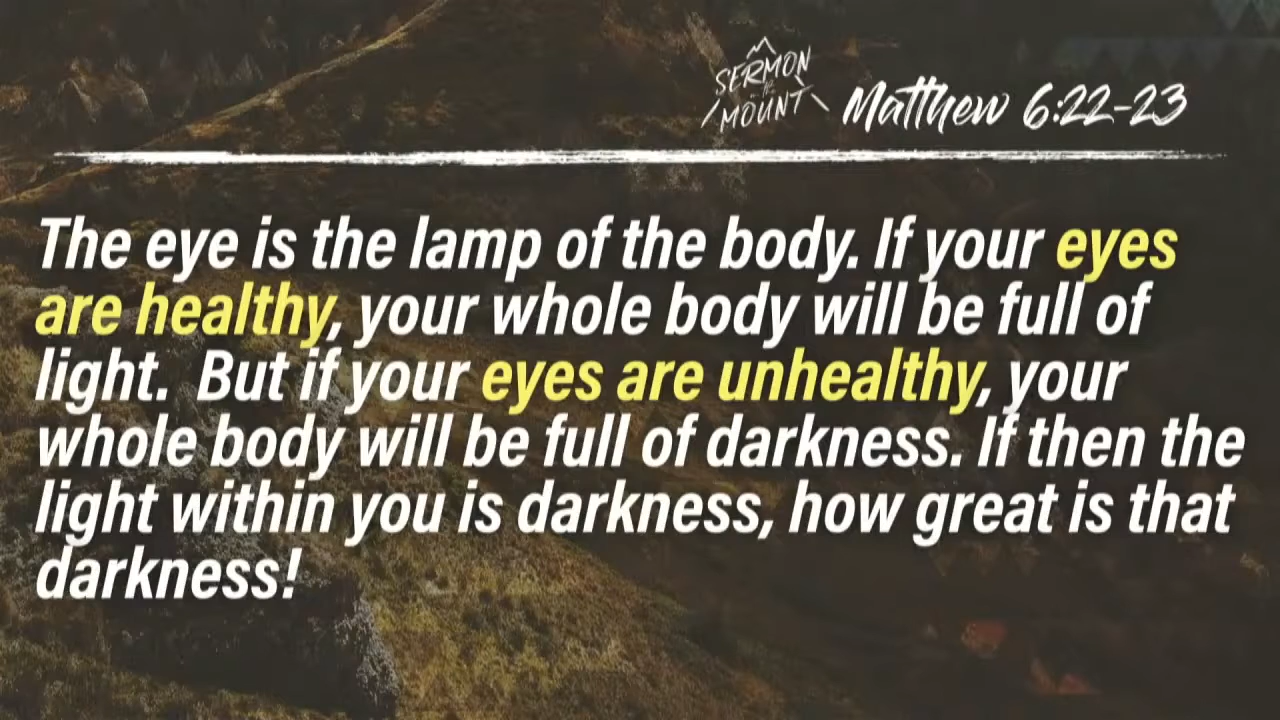 SERMON
MOUNT
Matthew 6:22-23
The eye is the lamp of the body. If your eyes
are healthy, your whole body will be full of
light.  But if your eyes are unhealthy, your
whole body will be full of darkness. If then the
light within you is darkness, how great is that
darkness!